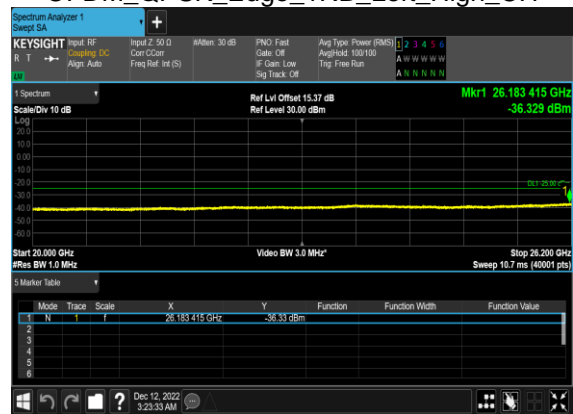 Spectrum Analyzer 1
Swept SA
KEYSIGHT Input: RF Input Z: 50 Ω #Atten: 30 dB PNO: Fast Avg Type: Power (RMS) 1 2 3 4 5 6
R T Coupling: DC Corr CCorr Gate: Off Avg|Hold: 100/100 A W W W W W
Align: Auto Freq Ref: Int (S) IF Gain: Low Trig: Free Run
LU Sig Track: Off A N N N N N
1 Spectrum Ref Lvl Offset 15.37 dB Mkr1 26.183 415 GHz
Scale/Div 10 dB Ref Level 30.00 dBm -36.329 dBm
Log
20.0
10.0
0.00
-10.0
-20.0 DL1 -25.00
1
-30.0
-40.0
-50.0
-60.0
Start 20.000 GHz Video BW 3.0 MHz* Stop 26.200 GHz
#Res BW 1.0 MHz Sweep 10.7 ms (40001 pts)
5 Marker Table
Mode Trace Scale X Y Function Function Width Function Value
1 N 1 f 26.183 415 GHz -36.33 dBm
2
3
4
5
6
? Dec 12, 2022
3:23:33 AM